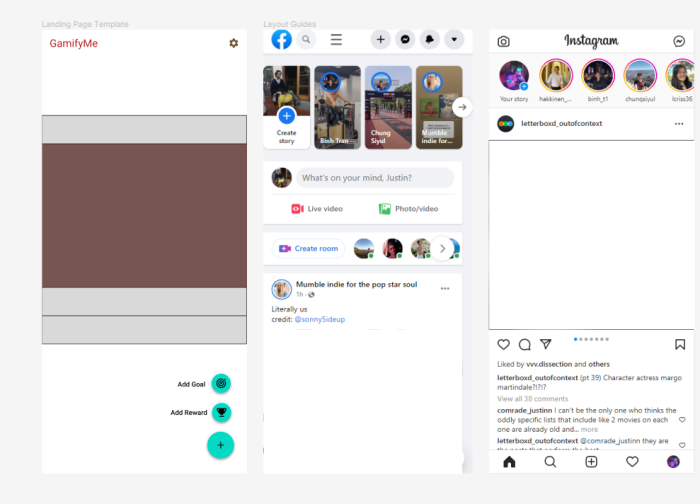 Landing Page Template
GamifyMe
Add Goal
Add Reward
Layout Guides
Create
story
Binh Tran
Chung
Siyul
Mumble
indie for...
What's on your mind, Justin?
Live video
Photo/video
Create room
Mumble indie for the pop star soul
1h ·
Literally us
credit: @sonny5ideup
Instagram
Your story
hakkinen_...
binh_t1
chungsiyul
lcriss36
letterboxd_outofcontext
Liked by vvv.dissection and others
letterboxd_outofcontext (pt 39) Character actress margo
martindale?!?!?
View all 38 comments
comrade_justinn I can't be the only one who thinks the
oddly specific lists that include like 2 movies on each
one are already old and... more
letterboxd_outofcontext @comrade_justinn they are